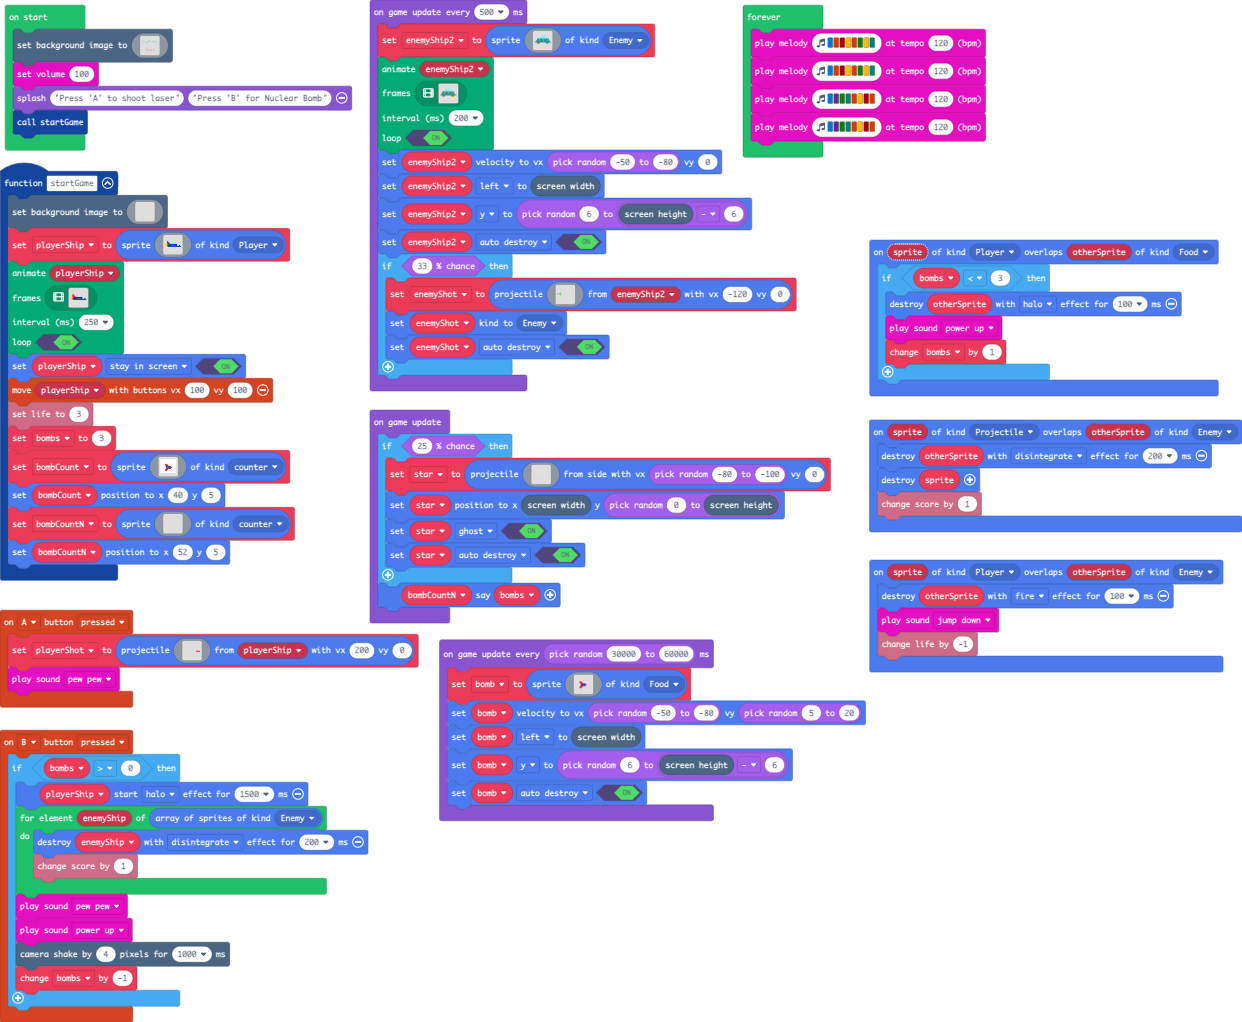 on start
set background image to
set volume 100
splash "Press 'A' to shoot laser" "Press 'B' for Nuclear Bomb"
call startGame
function startGame
set background image to
set playerShip to sprite of kind Player
animate playerShip
frames
interval (ms) 250
loop ON
set playerShip stay in screen ON
move playerShip with buttons vx 100 vy 100
set life to 3
set bombs to 3
set bombCount to sprite of kind counter
set bombCount position to x 40 y 5
set bombCountN to sprite of kind counter
set bombCountN position to x 52 y 5
on A button pressed
set playerShot to projectile from playerShip with vx 200 vy 0
play sound pew pew
on B button pressed
if bombs > 0 then
playerShip start halo effect for 1500 ms
for element enemyShip of array of sprites of kind Enemy
do
destroy enemyShip with disintegrate effect for 200 ms
change score by 1
play sound pew pew
play sound power up
camera shake by 4 pixels for 1000 ms
change bombs by -1
on game update every 500 ms
set enemyShip2 to sprite of kind Enemy
animate enemyShip2
frames
interval (ms) 200
loop ON
set enemyShip2 velocity to vx pick random -50 to -80 vy 0
set enemyShip2 left to screen width
set enemyShip2 y to pick random 6 to screen height - 6
set enemyShip2 auto destroy ON
if 33 % chance then
set enemyShot to projectile from enemyShip2 with vx -120 vy 0
set enemyShot kind to Enemy
set enemyShot auto destroy ON
on game update
if 25 % chance then
set star to projectile from side with vx pick random -80 to -100 vy 0
set star position to x screen width y pick random 0 to screen height
set star ghost ON
set star auto destroy ON
bombCountN say bombs
on game update every pick random 30000 to 60000 ms
set bomb to sprite of kind Food
set bomb velocity to vx pick random -50 to -80 vy pick random 5 to 20
set bomb left to screen width
set bomb y to pick random 6 to screen height - 6
set bomb auto destroy ON
forever
play melody at tempo 120 (bpm)
play melody at tempo 120 (bpm)
play melody at tempo 120 (bpm)
play melody at tempo 120 (bpm)
on sprite of kind Player overlaps otherSprite of kind Food
if bombs < 3 then
destroy otherSprite with halo effect for 100 ms
play sound power up
change bombs by 1
on sprite of kind Projectile overlaps otherSprite of kind Enemy
destroy otherSprite with disintegrate effect for 200 ms
destroy sprite
change score by 1
on sprite of kind Player overlaps otherSprite of kind Enemy
destroy otherSprite with fire effect for 100 ms
play sound jump down
change life by -1